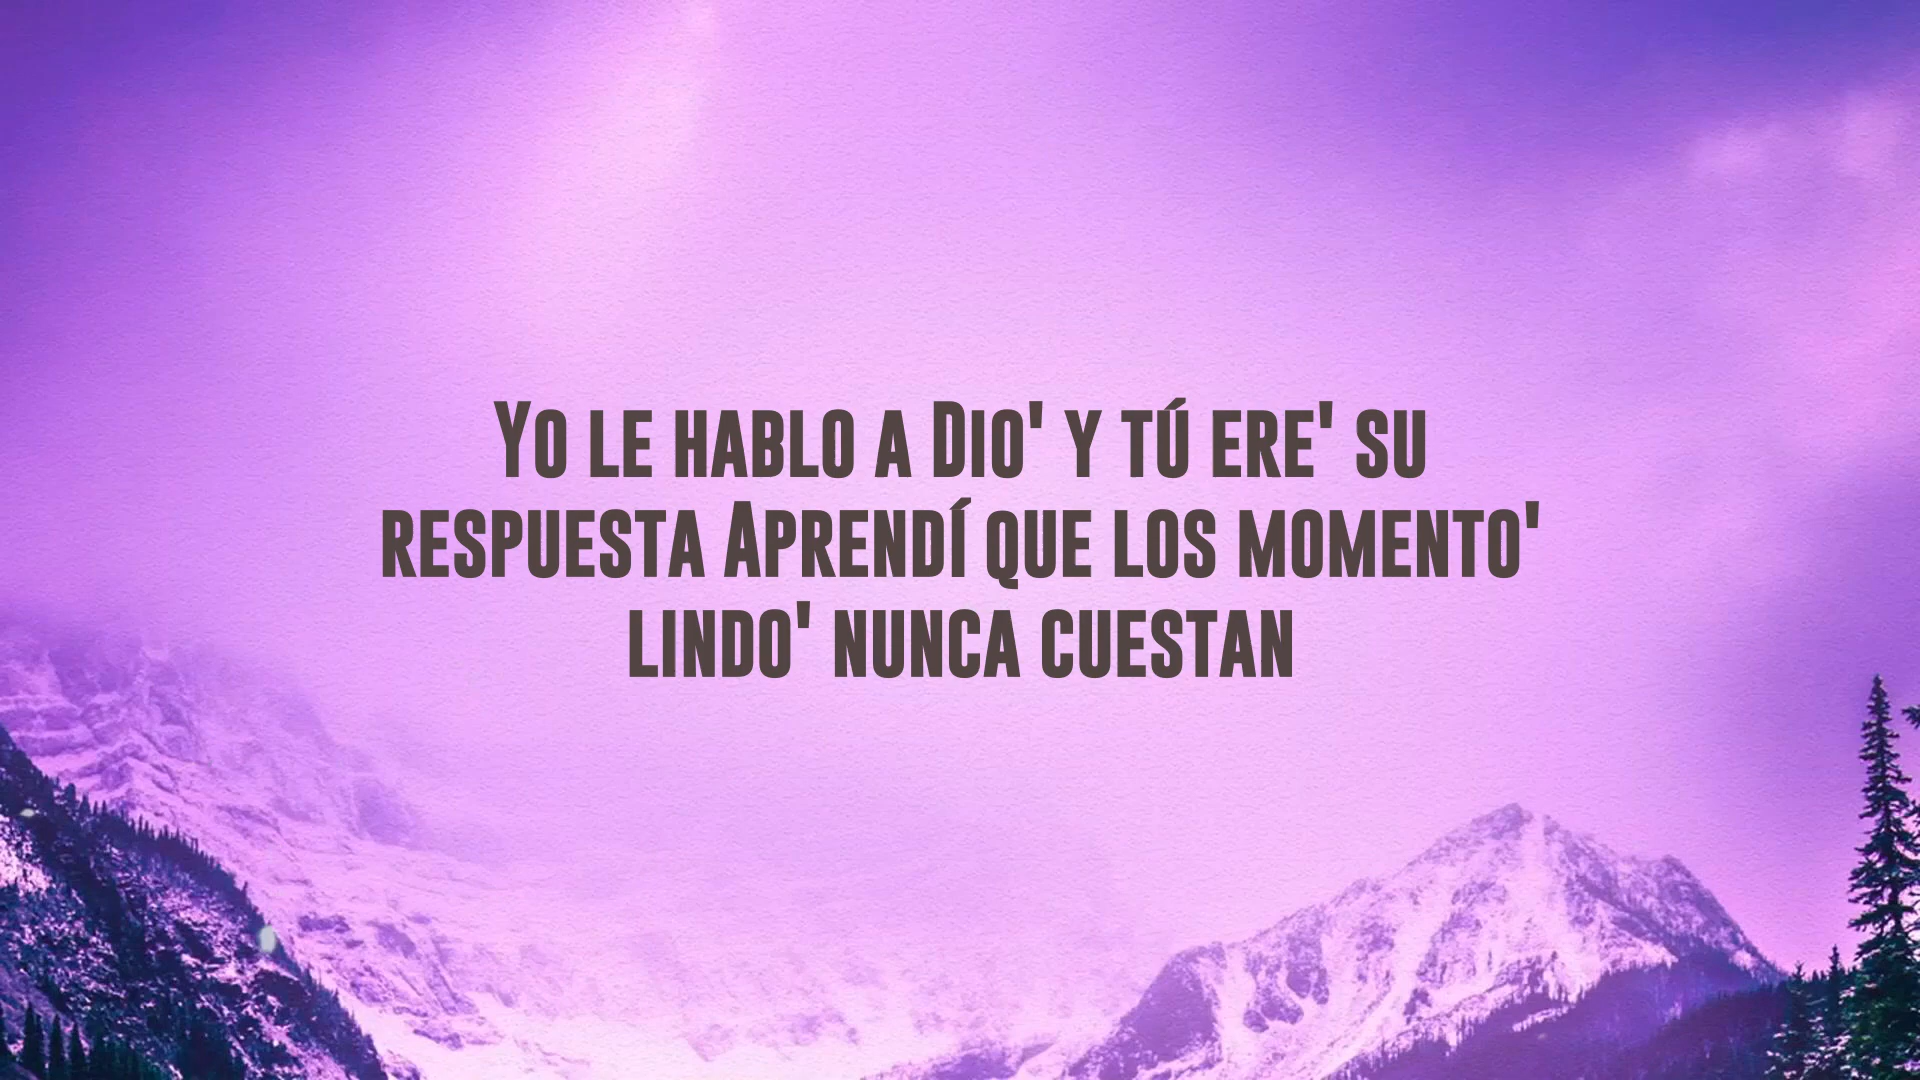 Yo le hablo a Dio' y tú ere' su
respuesta Aprendí que los momento'
lindo' nunca cuestan